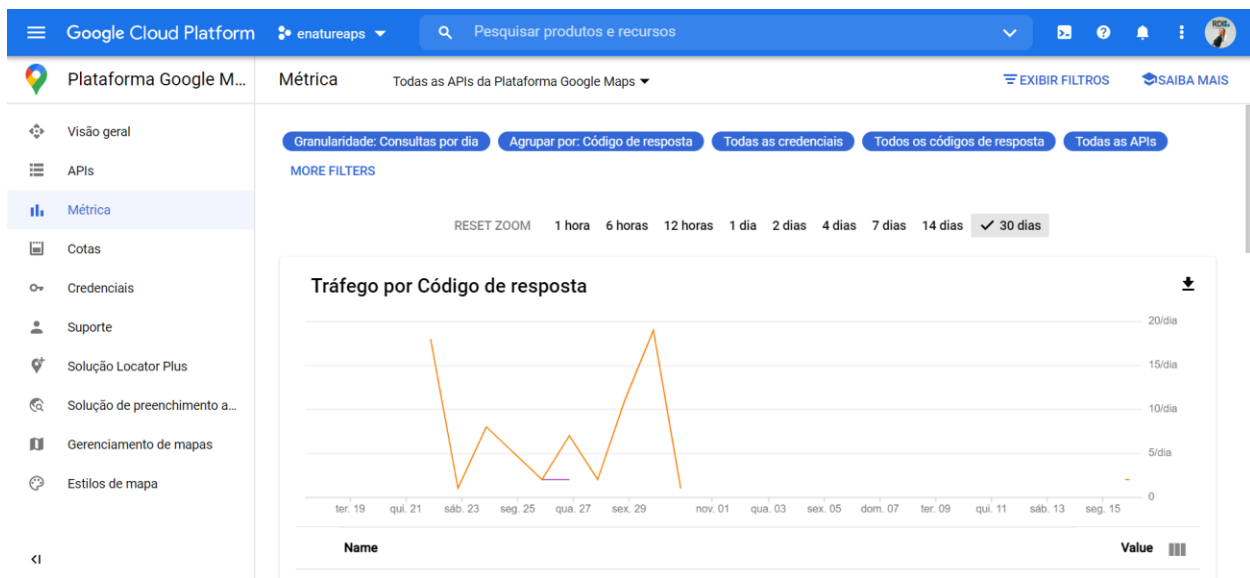 Google Cloud Platform enatureaps Pesquisar produtos e recursos
Plataforma Google M... Métrica Todas as APIs da Plataforma Google Maps EXIBIR FILTROS SAIBA MAIS
Visão geral
APIs
Métrica
Cotas
Credenciais
Suporte
Solução Locator Plus
Solução de preenchimento a...
Gerenciamento de mapas
Estilos de mapa
Granularidade: Consultas por dia Agrupar por: Código de resposta Todas as credenciais Todos os códigos de resposta Todas as APIs
MORE FILTERS
RESET ZOOM 1 hora 6 horas 12 horas 1 dia 2 dias 4 dias 7 dias 14 dias 30 dias
Tráfego por Código de resposta
20/dia
15/dia
10/dia
5/dia
0
ter. 19 qui. 21 sáb. 23 seg. 25 qua. 27 sex. 29 nov. 01 qua. 03 sex. 05 dom. 07 ter. 09 qui. 11 sáb. 13 seg. 15
Name Value